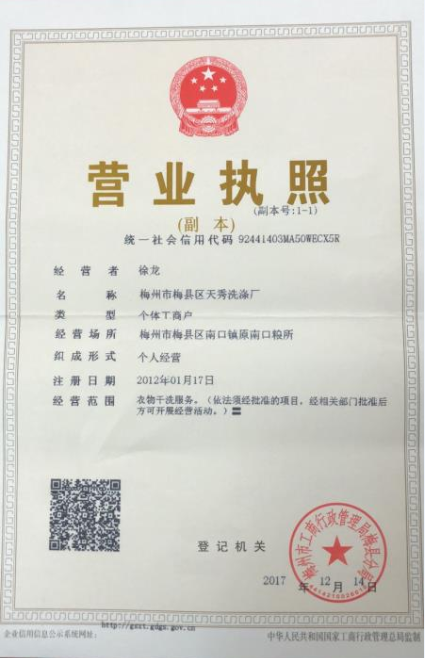 营业执照
(副本号:1-1)
(副 本)
统一社会信用代码 92441403MA50WECX5R
经营者 徐龙
名称 梅州市梅县区天秀洗涤厂
类型 个体工商户
经营场所 梅州市梅县区南口镇原南口粮所
组成形式 个人经营
注册日期 2012年01月17日
经营范围 衣物干洗服务。(依法须经批准的项目，经相关部门批准后
方可开展经营活动。)〓
登记机关
梅州市工商行政管理局梅县分局
2017 年 12 月 14 日
http://gsxt.gdgs.gov.cn
企业信用信息公示系统网址:
中华人民共和国国家工商行政管理总局监制